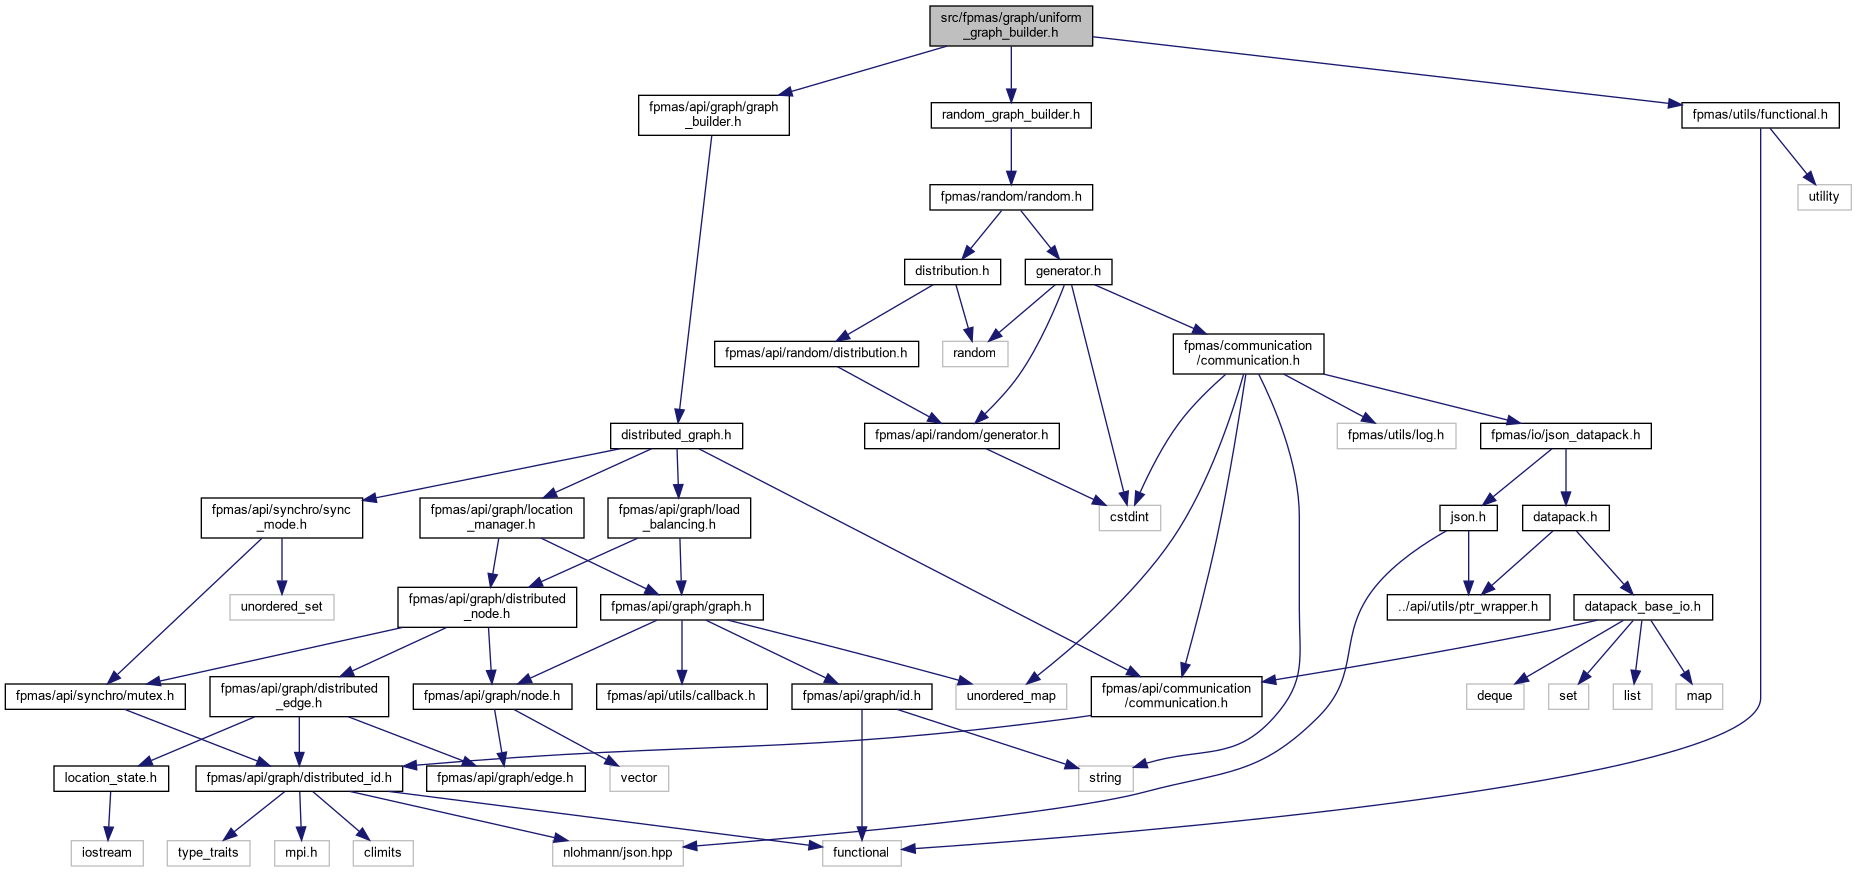 src/fpmas/graph/uniform
_graph_builder.h
fpmas/api/graph/graph
_builder.h
random_graph_builder.h
fpmas/utils/functional.h
fpmas/random/random.h
utility
distribution.h
generator.h
fpmas/api/random/distribution.h
random
fpmas/communication
/communication.h
distributed_graph.h
fpmas/api/random/generator.h
fpmas/utils/log.h
fpmas/io/json_datapack.h
fpmas/api/synchro/sync
_mode.h
fpmas/api/graph/location
_manager.h
fpmas/api/graph/load
_balancing.h
cstdint
json.h
datapack.h
unordered_set
fpmas/api/graph/distributed
_node.h
fpmas/api/graph/graph.h
../api/utils/ptr_wrapper.h
datapack_base_io.h
fpmas/api/synchro/mutex.h
fpmas/api/graph/distributed
_edge.h
fpmas/api/graph/node.h
fpmas/api/utils/callback.h
fpmas/api/graph/id.h
unordered_map
fpmas/api/communication
/communication.h
deque
set
list
map
location_state.h
fpmas/api/graph/distributed_id.h
fpmas/api/graph/edge.h
vector
string
iostream
type_traits
mpi.h
climits
nlohmann/json.hpp
functional